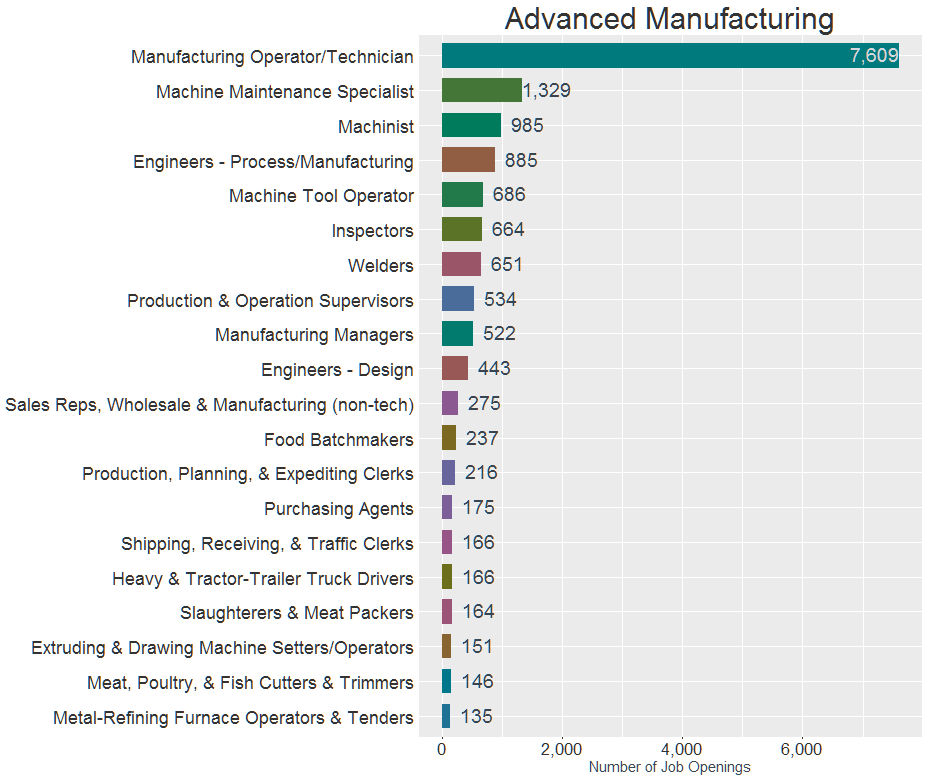 Advanced Manufacturing
Manufacturing Operator/Technician 7,609
Machine Maintenance Specialist 1,329
Machinist 985
Engineers - Process/Manufacturing 885
Machine Tool Operator 686
Inspectors 664
Welders 651
Production & Operation Supervisors 534
Manufacturing Managers 522
Engineers - Design 443
Sales Reps, Wholesale & Manufacturing (non-tech) 275
Food Batchmakers 237
Production, Planning, & Expediting Clerks 216
Purchasing Agents 175
Shipping, Receiving, & Traffic Clerks 166
Heavy & Tractor-Trailer Truck Drivers 166
Slaughterers & Meat Packers 164
Extruding & Drawing Machine Setters/Operators 151
Meat, Poultry, & Fish Cutters & Trimmers 146
Metal-Refining Furnace Operators & Tenders 135
0 2,000 4,000 6,000
Number of Job Openings